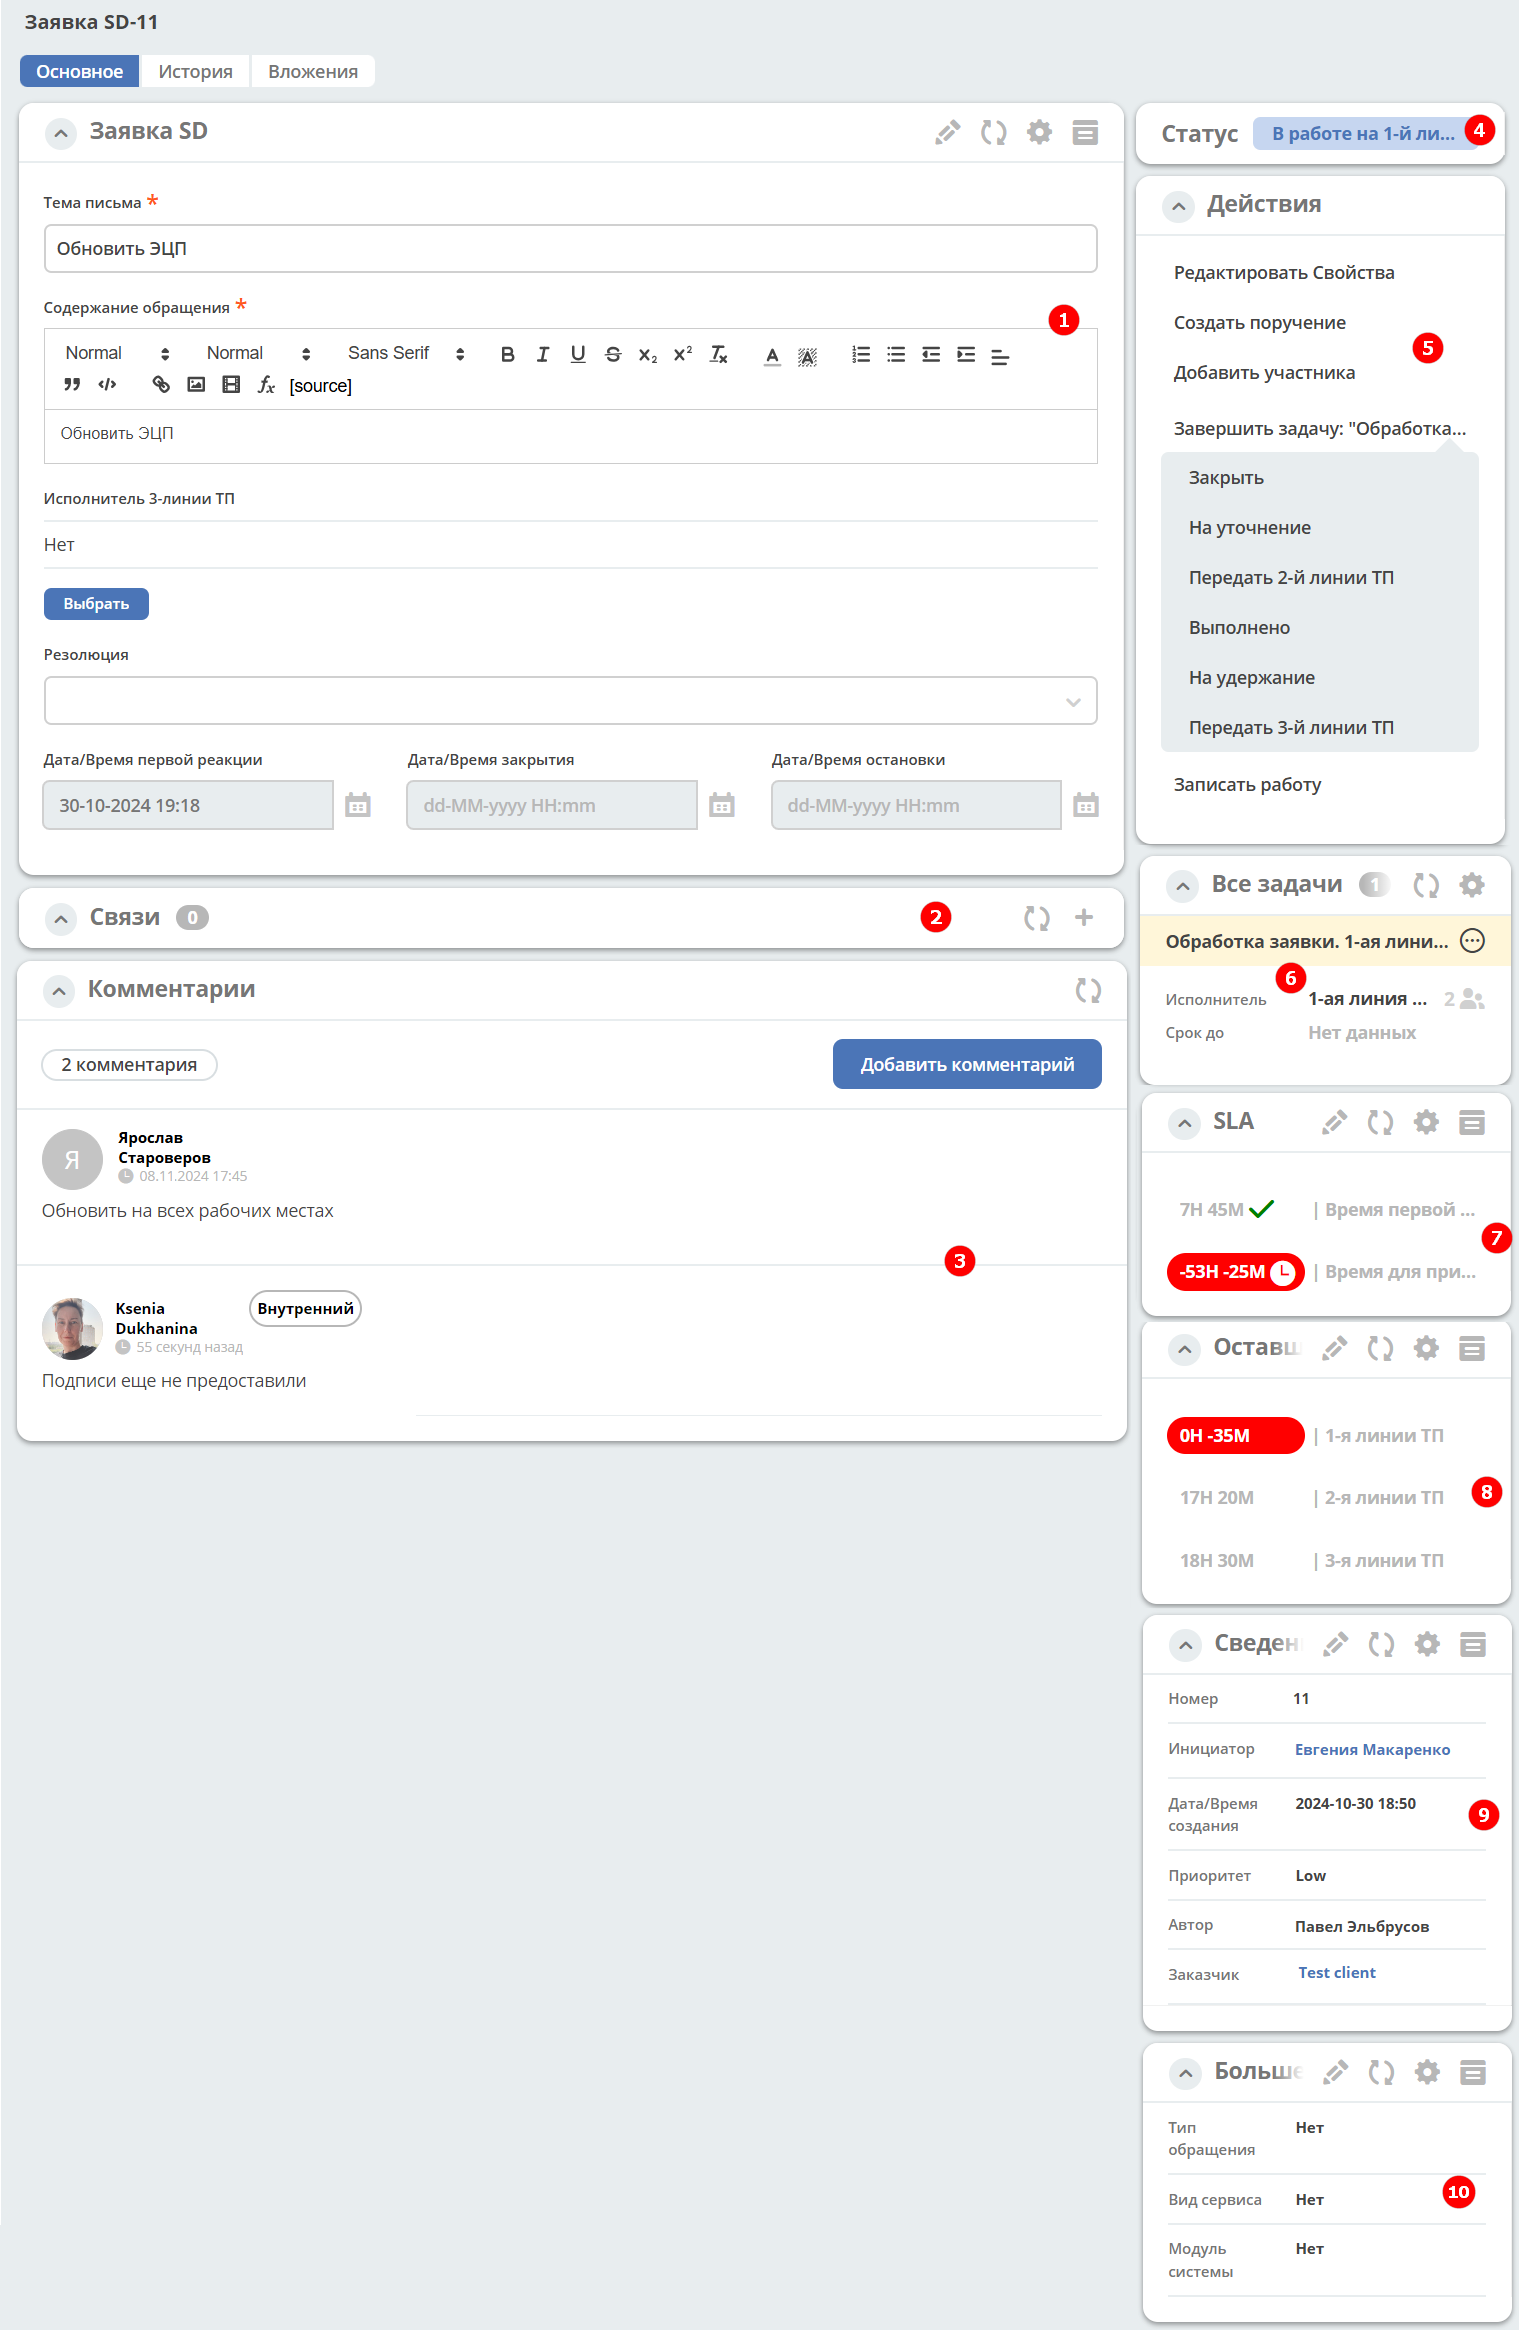 Заявка SD-11
Основное
История
Вложения
Заявка SD
Тема письма *
Обновить ЭЦП
Содержание обращения *
1
Normal Normal Sans Serif B I U S x₂ x² Tx A A
[source]
Обновить ЭЦП
Исполнитель 3-линии ТП
Нет
Выбрать
Резолюция
Дата/Время первой реакции
Дата/Время закрытия
Дата/Время остановки
30-10-2024 19:18
dd-MM-yyyy HH:mm
dd-MM-yyyy HH:mm
Связи 0
2
Комментарии
2 комментария
Добавить комментарий
Я
Ярослав
Староверов
08.11.2024 17:45
Обновить на всех рабочих местах
3
Ksenia
Dukhanina
Внутренний
55 секунд назад
Подписи еще не предоставили
Статус
В работе на 1-й ли...
4
Действия
Редактировать Свойства
Создать поручение
5
Добавить участника
Завершить задачу: "Обработка...
Закрыть
На уточнение
Передать 2-й линии ТП
Выполнено
На удержание
Передать 3-й линии ТП
Записать работу
Все задачи 1
Обработка заявки. 1-ая лини...
6
Исполнитель 1-ая линия ... 2
Срок до Нет данных
SLA
7H 45M | Время первой ...
7
-53H -25M | Время для при...
Оставш
0H -35M | 1-я линии ТП
17H 20M | 2-я линии ТП
8
18H 30M | 3-я линии ТП
Сведен
Номер 11
Инициатор Евгения Макаренко
Дата/Время 2024-10-30 18:50
создания
9
Приоритет Low
Автор Павел Эльбрусов
Заказчик Test client
Больше
Тип Нет
обращения
Вид сервиса Нет
10
Модуль Нет
системы